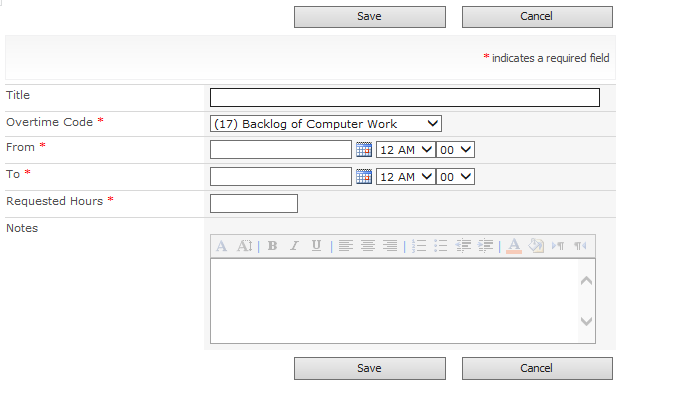 Save Cancel
* indicates a required field
Title
Overtime Code * (17) Backlog of Computer Work
From * 12 AM 00
To * 12 AM 00
Requested Hours *
Notes
A A B I U A
Save Cancel